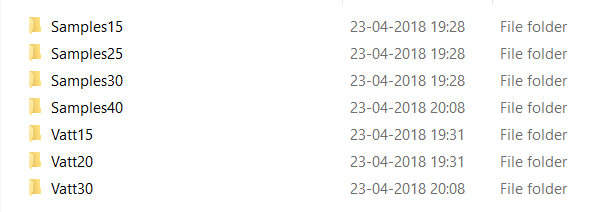 Samples15 23-04-2018 19:28 File folder
Samples25 23-04-2018 19:28 File folder
Samples30 23-04-2018 19:28 File folder
Samples40 23-04-2018 20:08 File folder
Vatt15 23-04-2018 19:31 File folder
Vatt20 23-04-2018 19:31 File folder
Vatt30 23-04-2018 20:08 File folder